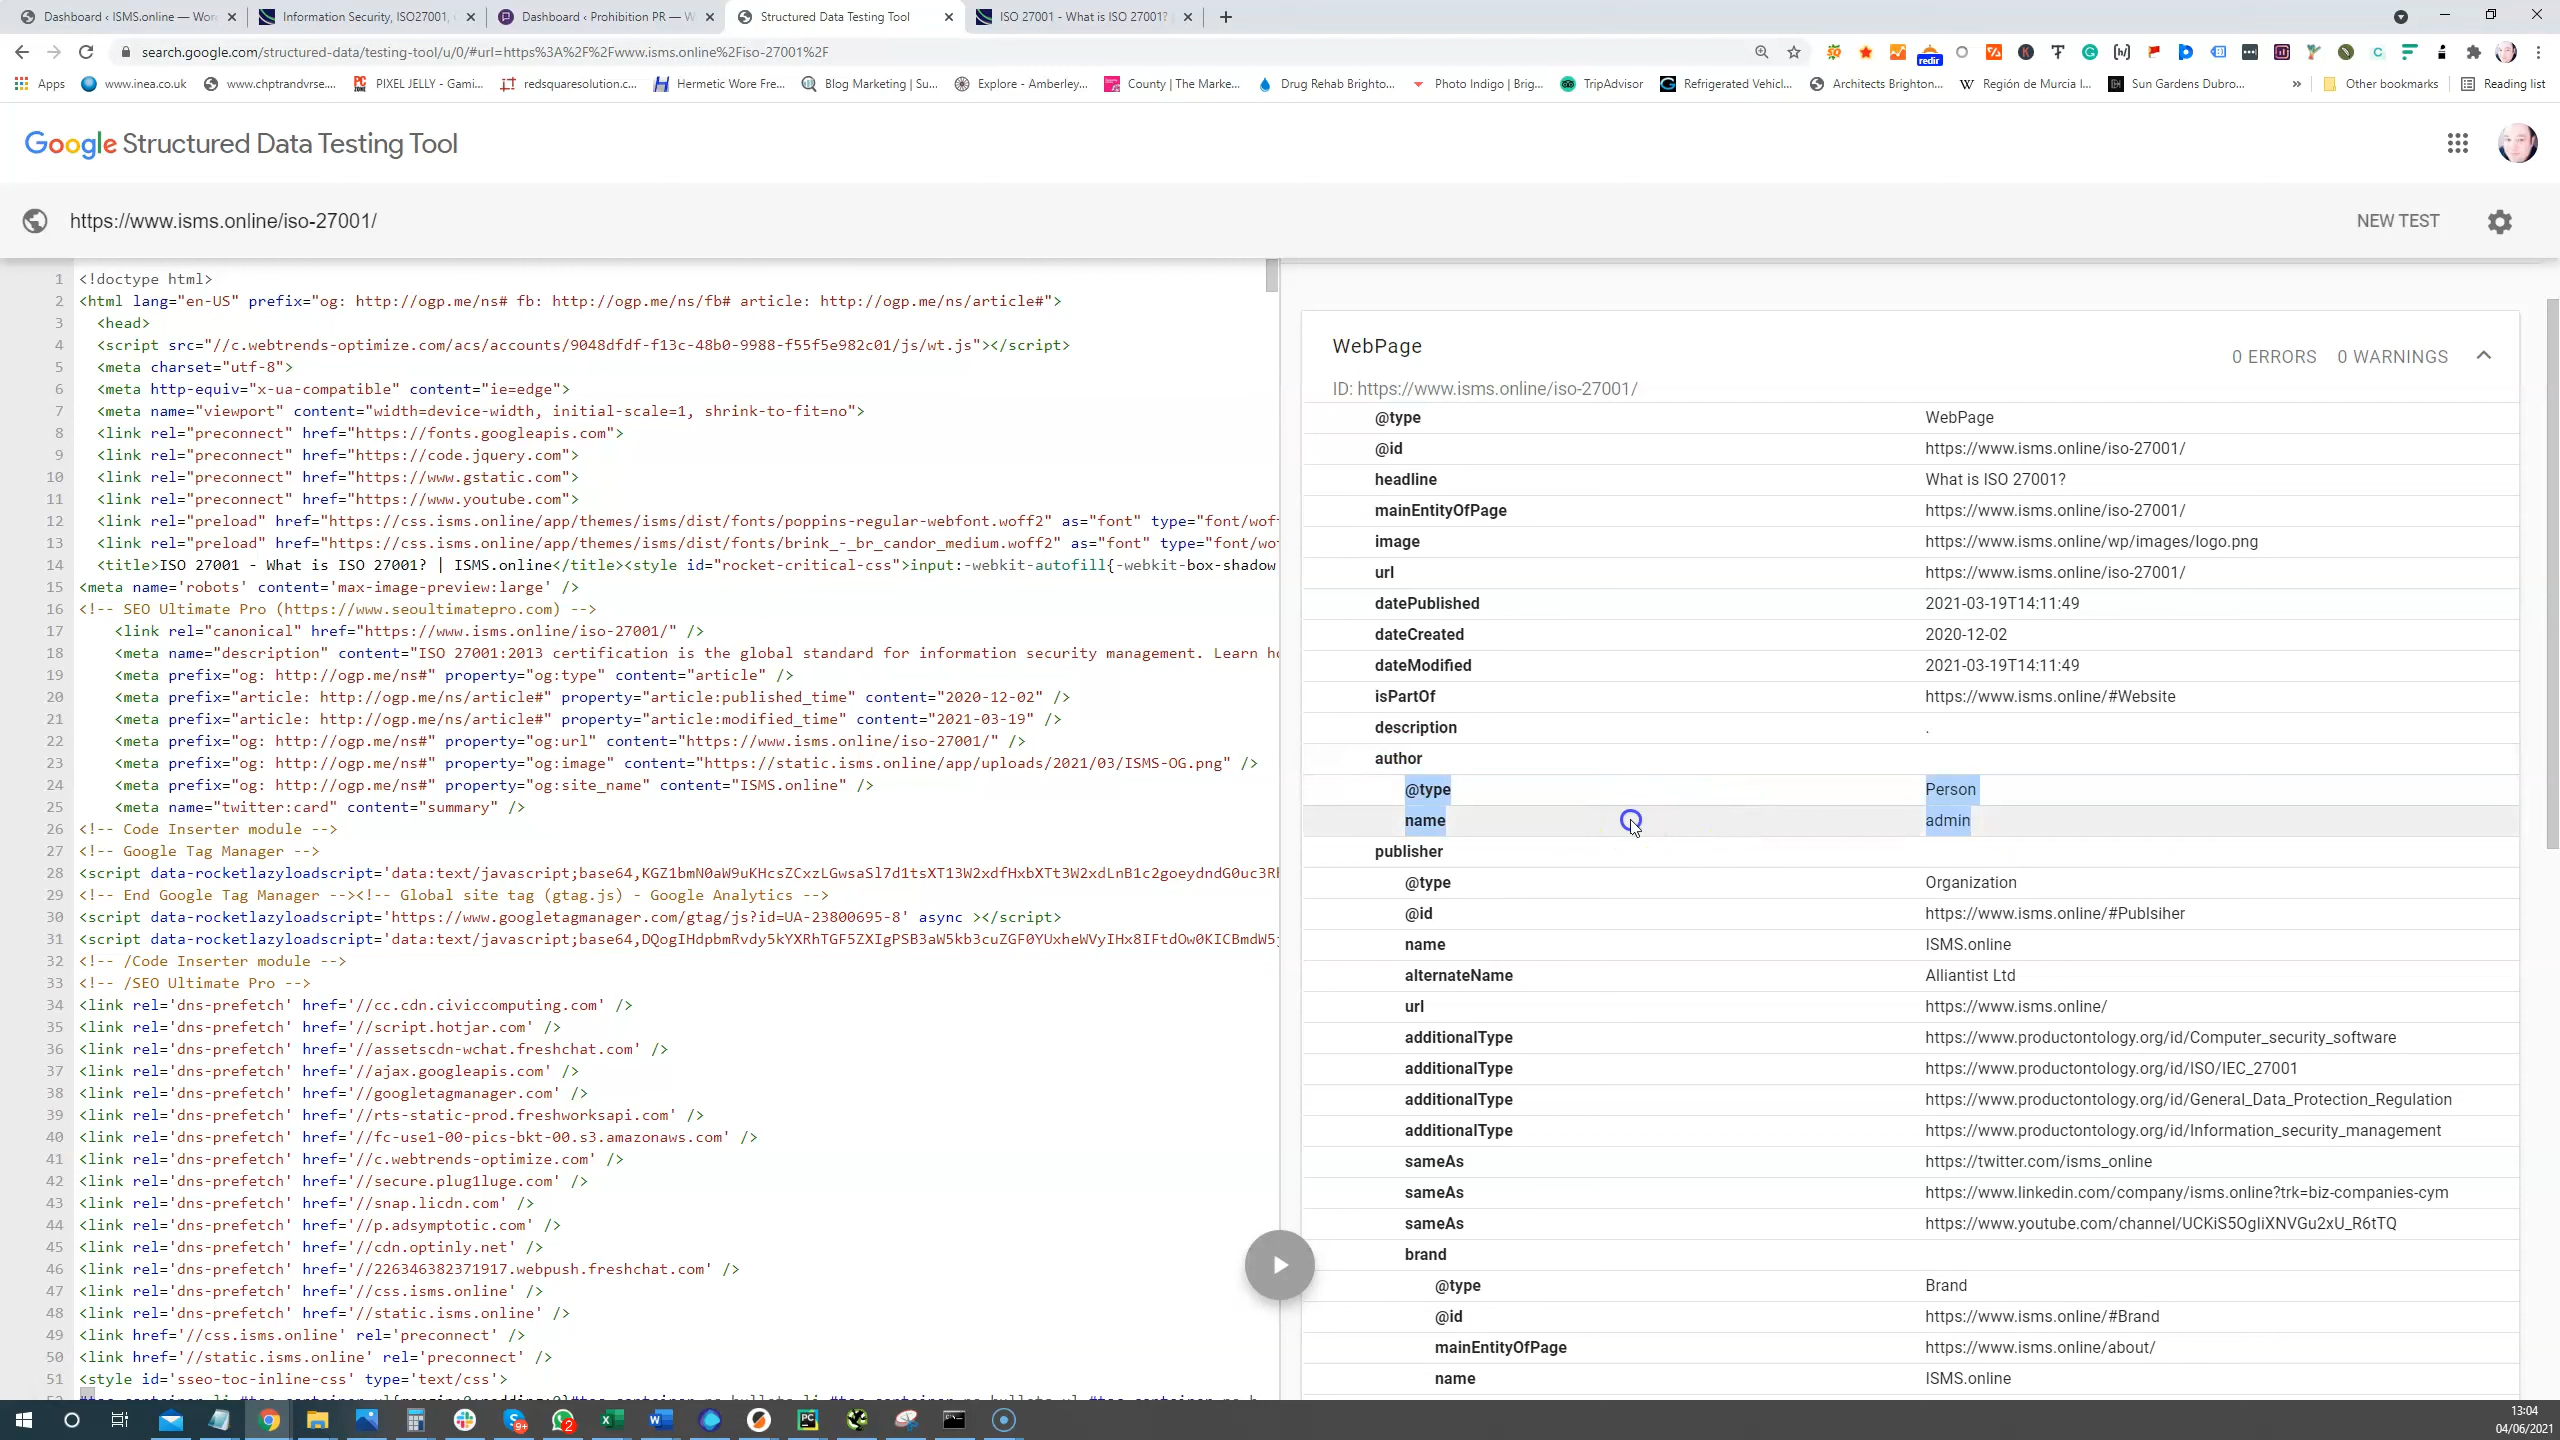 Dashboard ‹ ISMS.online — Wor
Information Security, ISO27001,
Dashboard ‹ Prohibition PR — W
Structured Data Testing Tool
ISO 27001 - What is ISO 27001?
search.google.com/structured-data/testing-tool/u/0/#url=https%3A%2F%2Fwww.isms.online%2Fiso-27001%2F
redir
Apps
www.inea.co.uk
www.chptrandvrse....
PIXEL JELLY - Gami...
redsquaresolution.c...
Hermetic Wore Fre...
Blog Marketing | Su...
Explore - Amberley...
County | The Marke...
Drug Rehab Brighto...
Photo Indigo | Brig...
TripAdvisor
Refrigerated Vehicl...
Architects Brighton...
Región de Murcia I...
Sun Gardens Dubro...
Other bookmarks
Reading list
Google Structured Data Testing Tool
https://www.isms.online/iso-27001/
NEW TEST
1 <!doctype html>
2 <html lang="en-US" prefix="og: http://ogp.me/ns# fb: http://ogp.me/ns/fb# article: http://ogp.me/ns/article#">
3 <head>
4 <script src="//c.webtrends-optimize.com/acs/accounts/9048dfdf-f13c-48b0-9988-f55f5e982c01/js/wt.js"></script>
5 <meta charset="utf-8">
6 <meta http-equiv="x-ua-compatible" content="ie=edge">
7 <meta name="viewport" content="width=device-width, initial-scale=1, shrink-to-fit=no">
8 <link rel="preconnect" href="https://fonts.googleapis.com">
9 <link rel="preconnect" href="https://code.jquery.com">
10 <link rel="preconnect" href="https://www.gstatic.com">
11 <link rel="preconnect" href="https://www.youtube.com">
12 <link rel="preload" href="https://css.isms.online/app/themes/isms/dist/fonts/poppins-regular-webfont.woff2" as="font" type="font/wof
13 <link rel="preload" href="https://css.isms.online/app/themes/isms/dist/fonts/brink_-_br_candor_medium.woff2" as="font" type="font/wo
14 <title>ISO 27001 - What is ISO 27001? | ISMS.online</title><style id="rocket-critical-css">input:-webkit-autofill{-webkit-box-shadow
15 <meta name='robots' content='max-image-preview:large' />
16 <!-- SEO Ultimate Pro (https://www.seoultimatepro.com) -->
17 <link rel="canonical" href="https://www.isms.online/iso-27001/" />
18 <meta name="description" content="ISO 27001:2013 certification is the global standard for information security management. Learn ho
19 <meta prefix="og: http://ogp.me/ns#" property="og:type" content="article" />
20 <meta prefix="article: http://ogp.me/ns/article#" property="article:published_time" content="2020-12-02" />
21 <meta prefix="article: http://ogp.me/ns/article#" property="article:modified_time" content="2021-03-19" />
22 <meta prefix="og: http://ogp.me/ns#" property="og:url" content="https://www.isms.online/iso-27001/" />
23 <meta prefix="og: http://ogp.me/ns#" property="og:image" content="https://static.isms.online/app/uploads/2021/03/ISMS-OG.png" />
24 <meta prefix="og: http://ogp.me/ns#" property="og:site_name" content="ISMS.online" />
25 <meta name="twitter:card" content="summary" />
26 <!-- Code Inserter module -->
27 <!-- Google Tag Manager -->
28 <script data-rocketlazyloadscript='data:text/javascript;base64,
29 <!-- End Google Tag Manager --><!-- Global site tag (gtag.js) - Google Analytics -->
30 <script data-rocketlazyloadscript='https://www.googletagmanager.com/gtag/js?id=UA-23800695-8' async ></script>
31 <script data-rocketlazyloadscript='data:text/javascript;base64,
32 <!-- /Code Inserter module -->
33 <!-- /SEO Ultimate Pro -->
34 <link rel='dns-prefetch' href='//cc.cdn.civiccomputing.com' />
35 <link rel='dns-prefetch' href='//script.hotjar.com' />
36 <link rel='dns-prefetch' href='//assetscdn-wchat.freshchat.com' />
37 <link rel='dns-prefetch' href='//ajax.googleapis.com' />
38 <link rel='dns-prefetch' href='//googletagmanager.com' />
39 <link rel='dns-prefetch' href='//rts-static-prod.freshworksapi.com' />
40 <link rel='dns-prefetch' href='//fc-use1-00-pics-bkt-00.s3.amazonaws.com' />
41 <link rel='dns-prefetch' href='//c.webtrends-optimize.com' />
42 <link rel='dns-prefetch' href='//secure.plug1luge.com' />
43 <link rel='dns-prefetch' href='//snap.licdn.com' />
44 <link rel='dns-prefetch' href='//p.adsymptotic.com' />
45 <link rel='dns-prefetch' href='//cdn.optinly.net' />
46 <link rel='dns-prefetch' href='//226346382371917.webpush.freshchat.com' />
47 <link rel='dns-prefetch' href='//css.isms.online' />
48 <link rel='dns-prefetch' href='//static.isms.online' />
49 <link href='//css.isms.online' rel='preconnect' />
50 <link href='//static.isms.online' rel='preconnect' />
51 <style id='sseo-toc-inline-css' type='text/css'>
WebPage
0 ERRORS 0 WARNINGS
ID: https://www.isms.online/iso-27001/
@type WebPage
@id https://www.isms.online/iso-27001/
headline What is ISO 27001?
mainEntityOfPage https://www.isms.online/iso-27001/
image https://www.isms.online/wp/images/logo.png
url https://www.isms.online/iso-27001/
datePublished 2021-03-19T14:11:49
dateCreated 2020-12-02
dateModified 2021-03-19T14:11:49
isPartOf https://www.isms.online/#Website
description .
author
@type Person
name admin
publisher
@type Organization
@id https://www.isms.online/#Publsiher
name ISMS.online
alternateName Alliantist Ltd
url https://www.isms.online/
additionalType https://www.productontology.org/id/Computer_security_software
additionalType https://www.productontology.org/id/ISO/IEC_27001
additionalType https://www.productontology.org/id/General_Data_Protection_Regulation
additionalType https://www.productontology.org/id/Information_security_management
sameAs https://twitter.com/isms_online
sameAs https://www.linkedin.com/company/isms.online?trk=biz-companies-cym
sameAs https://www.youtube.com/channel/UCKiS5OgliXNVGu2xU_R6tTQ
brand
@type Brand
@id https://www.isms.online/#Brand
mainEntityOfPage https://www.isms.online/about/
name ISMS.online
13:04
04/06/2021